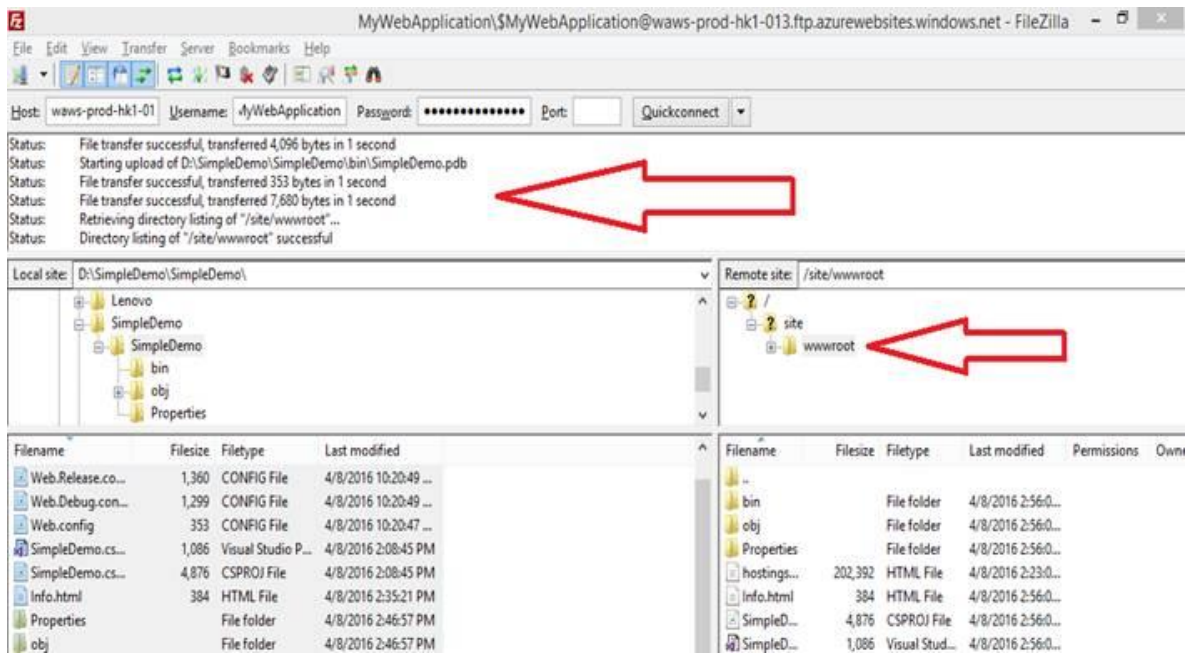 MyWebApplication\$MyWebApplication@waws-prod-hk1-013.ftp.azurewebsites.windows.net - FileZilla
File Edit View Transfer Server Bookmarks Help
Host: waws-prod-hk1-01 Username: MyWebApplication Password: •••••••••••••• Port: Quickconnect
Status: File transfer successful, transferred 4,096 bytes in 1 second
Status: Starting upload of D:\SimpleDemo\SimpleDemo\bin\SimpleDemo.pdb
Status: File transfer successful, transferred 353 bytes in 1 second
Status: File transfer successful, transferred 7,680 bytes in 1 second
Status: Retrieving directory listing of "/site/wwwroot"...
Status: Directory listing of "/site/wwwroot" successful
Local site: D:\SimpleDemo\SimpleDemo\
Lenovo
SimpleDemo
SimpleDemo
bin
obj
Properties
Remote site: /site/wwwroot
/
site
wwwroot
Filename Filesize Filetype Last modified
Web.Release.co... 1,360 CONFIG File 4/8/2016 10:20:49 ...
Web.Debug.con... 1,299 CONFIG File 4/8/2016 10:20:49 ...
Web.config 353 CONFIG File 4/8/2016 10:20:47 ...
SimpleDemo.cs... 1,086 Visual Studio P... 4/8/2016 2:08:45 PM
SimpleDemo.cs... 4,876 CSPROJ File 4/8/2016 2:08:45 PM
Info.html 384 HTML File 4/8/2016 2:35:21 PM
Properties File folder 4/8/2016 2:46:57 PM
obj File folder 4/8/2016 2:46:57 PM
Filename Filesize Filetype Last modified Permissions Owne
..
bin File folder 4/8/2016 2:56:0...
obj File folder 4/8/2016 2:56:0...
Properties File folder 4/8/2016 2:56:0...
hostings... 202,392 HTML File 4/8/2016 2:23:0...
Info.html 384 HTML File 4/8/2016 2:56:0...
SimpleD... 4,876 CSPROJ File 4/8/2016 2:56:0...
SimpleD... 1,086 Visual Stud... 4/8/2016 2:56:0...